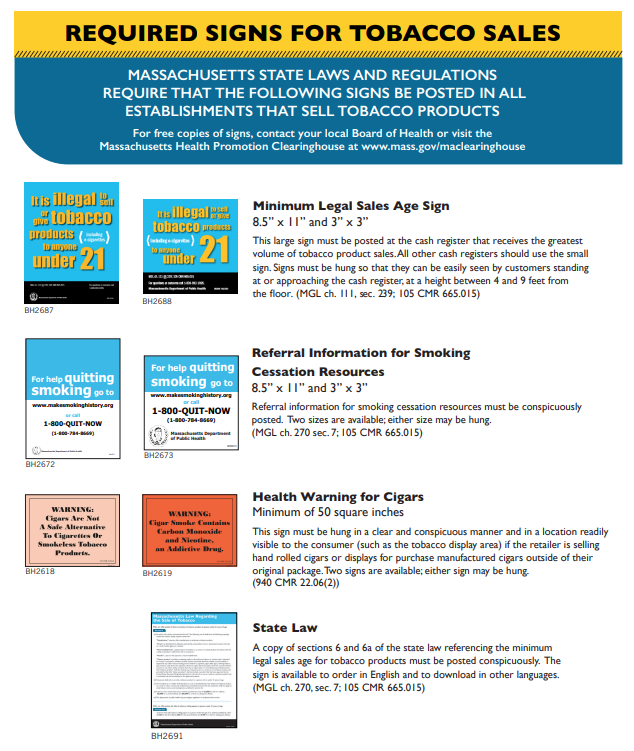 REQUIRED SIGNS FOR TOBACCO SALES
MASSACHUSETTS STATE LAWS AND REGULATIONS
REQUIRE THAT THE FOLLOWING SIGNS BE POSTED IN ALL
ESTABLISHMENTS THAT SELL TOBACCO PRODUCTS
For free copies of signs, contact your local Board of Health or visit the
Massachusetts Health Promotion Clearinghouse at www.mass.gov/maclearinghouse
It is illegal to sell
or
give tobacco
products (including e-cigarettes)
to anyone
under 21
BH2687
It is illegal to sell or give
tobacco products
(including e-cigarettes)
to anyone
under 21
Massachusetts Department of Public Health
BH2688
Minimum Legal Sales Age Sign
8.5” x 11” and 3” x 3”
This large sign must be posted at the cash register that receives the greatest
volume of tobacco product sales. All other cash registers should use the small
sign. Signs must be hung so that they can be easily seen by customers standing
at or approaching the cash register, at a height between 4 and 9 feet from
the floor. (MGL ch. 111, sec. 239; 105 CMR 665.015)
For help quitting
smoking go to
www.makesmokinghistory.org
or call
1-800-QUIT-NOW
(1-800-784-8669)
BH2672
For help quitting
smoking go to
www.makesmokinghistory.org
or call
1-800-QUIT-NOW
(1-800-784-8669)
Massachusetts Department
of Public Health
BH2673
Referral Information for Smoking
Cessation Resources
8.5” x 11” and 3” x 3”
Referral information for smoking cessation resources must be conspicuously
posted. Two sizes are available; either size may be hung.
(MGL ch. 270 sec. 7; 105 CMR 665.015)
WARNING:
Cigars Are Not
A Safe Alternative
To Cigarettes Or
Smokeless Tobacco
Products.
BH2618
WARNING:
Cigar Smoke Contains
Carbon Monoxide
and Nicotine,
an Addictive Drug.
BH2619
Health Warning for Cigars
Minimum of 50 square inches
This sign must be hung in a clear and conspicuous manner and in a location readily
visible to the consumer (such as the tobacco display area) if the retailer is selling
hand rolled cigars or displays for purchase manufactured cigars outside of their
original package. Two signs are available; either sign may be hung.
(940 CMR 22.06(2))
Massachusetts Law Regarding
the Sale of Tobacco
BH2691
State Law
A copy of sections 6 and 6a of the state law referencing the minimum
legal sales age for tobacco products must be posted conspicuously. The
sign is available to order in English and to download in other languages.
(MGL ch. 270, sec. 7; 105 CMR 665.015)